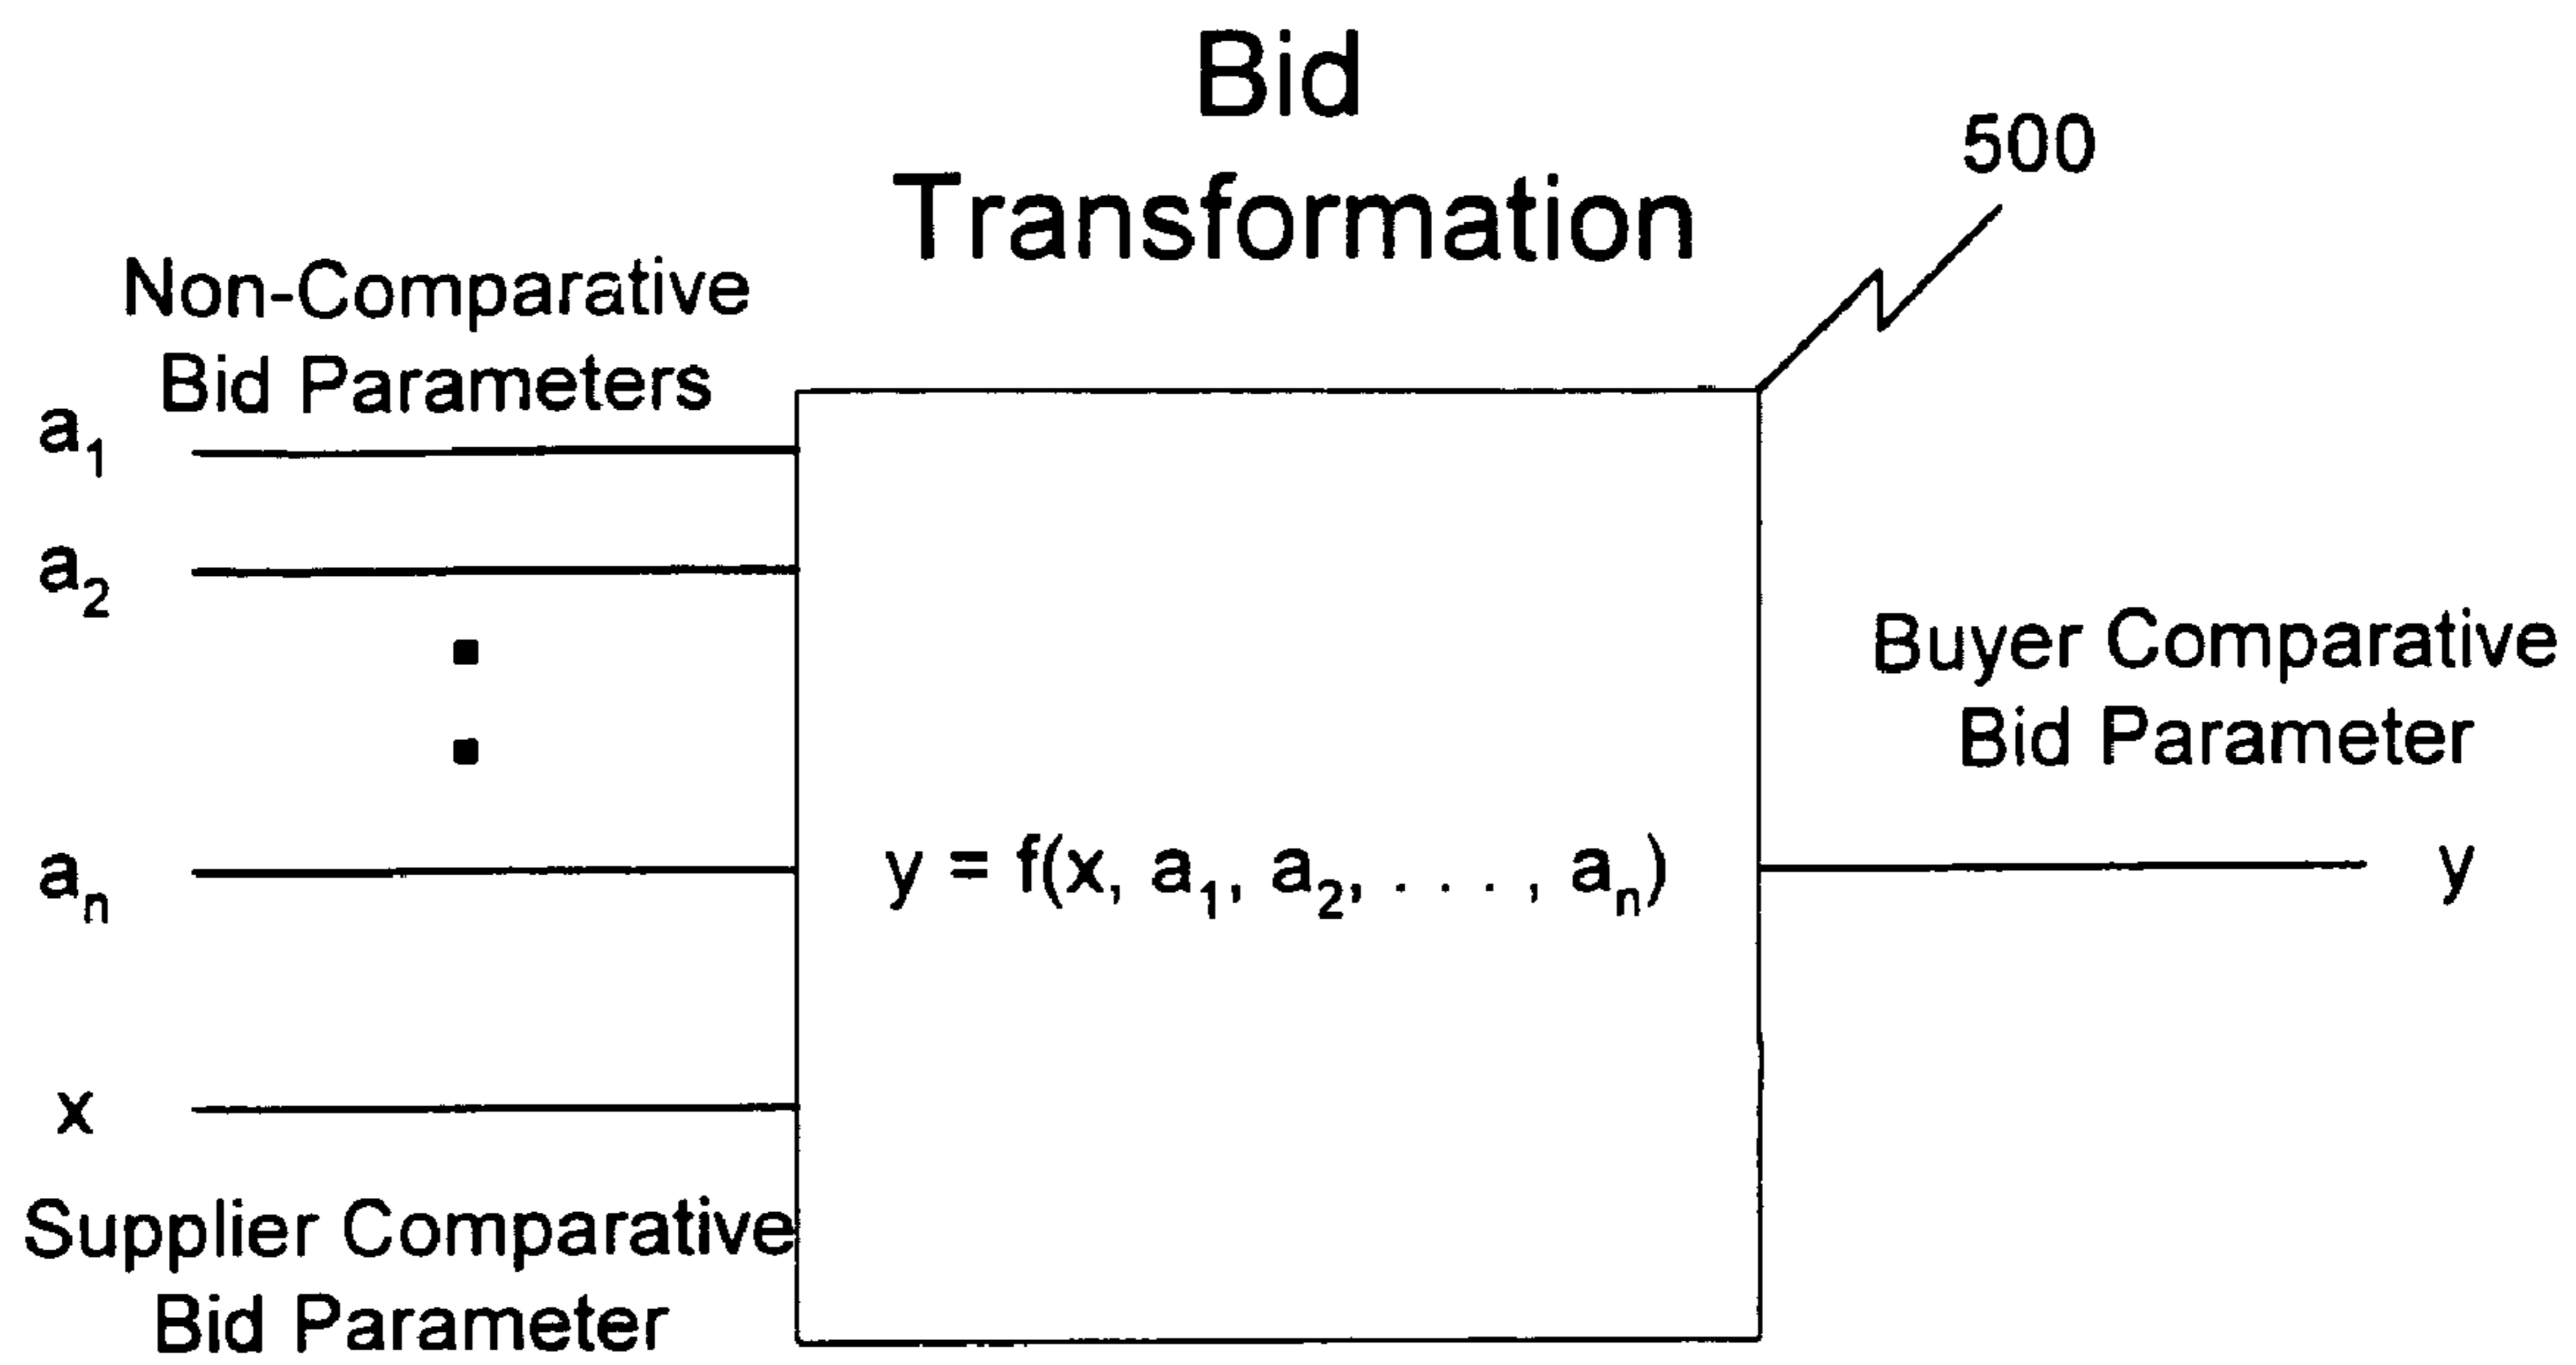 Bid
Transformation
500
Non-Comparative
Bid Parameters
a₁
a₂
aₙ
x
Supplier Comparative
Bid Parameter
y = f(x, a₁, a₂, . . . , aₙ)
Buyer Comparative
Bid Parameter
y